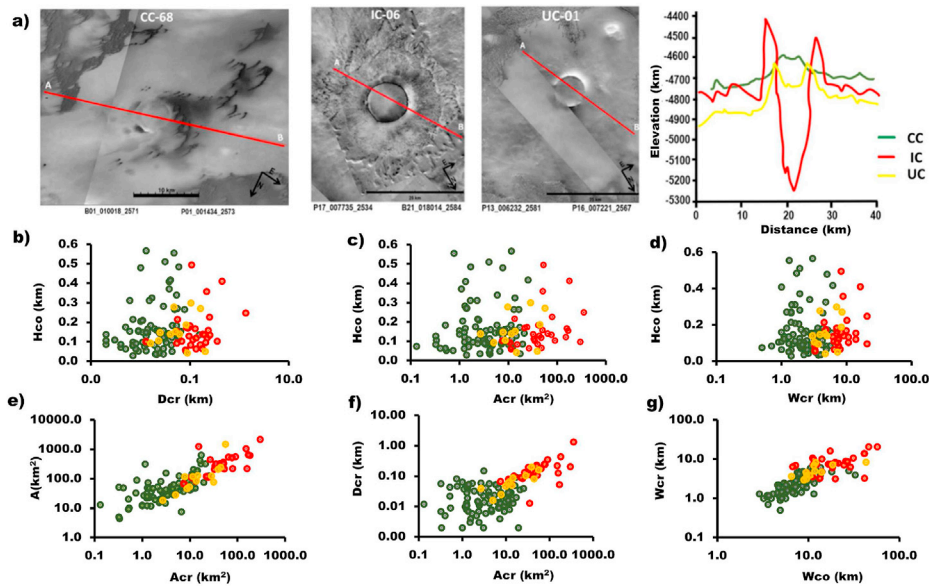 a)
CC-68
A
B
10 km
B01_010018_2571 P01_001434_2573
IC-06
A
B
P17_007735_2534 B21_018014_2584
UC-01
A
B
P13_006232_2581 P16_007221_2567
Elevation (km)
-4400
-4500
-4600
-4700
-4800
-4900
-5000
-5100
-5200
-5300
0 10 20 30 40
Distance (km)
CC
IC
UC
b)
Hco (km)
0.6
0.5
0.4
0.3
0.2
0.1
0.0
0.0 0.1 10.0
Dcr (km)
c)
Hco (km)
0.6
0.5
0.4
0.3
0.2
0.1
0.0
0.1 1.0 10.0 100.0 1000.0
Acr (km²)
d)
Hco (km)
0.6
0.5
0.4
0.3
0.2
0.1
0.0
0.1 1.0 10.0 100.0
Wcr (km)
e)
A(km²)
10000.0
1000.0
100.0
10.0
1.0
0.1 1.0 10.0 100.0 1000.0
Acr (km²)
f)
Dcr (km)
10.00
1.00
0.10
0.01
0.00
0.1 1.0 10.0 100.0 1000.0
Acr (km²)
g)
Wcr (km)
100.0
10.0
1.0
0.1
1.0 10.0 100.0
Wco (km)